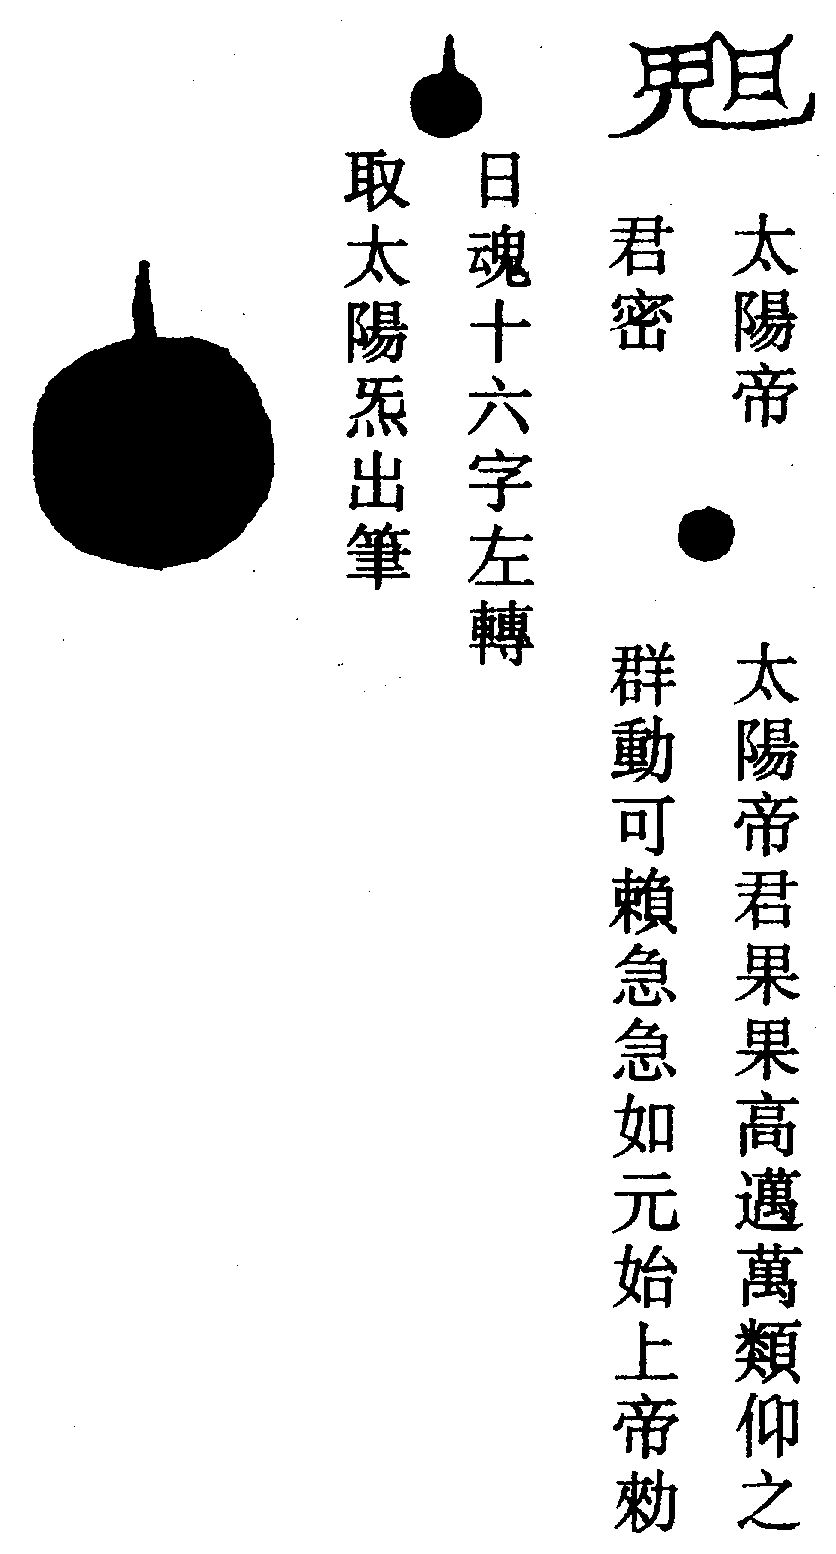 太陽帝
君密
太陽帝君果果高邁萬類仰之
群動可賴急急如元始上帝勑
日魂十六字左轉
取太陽炁出筆